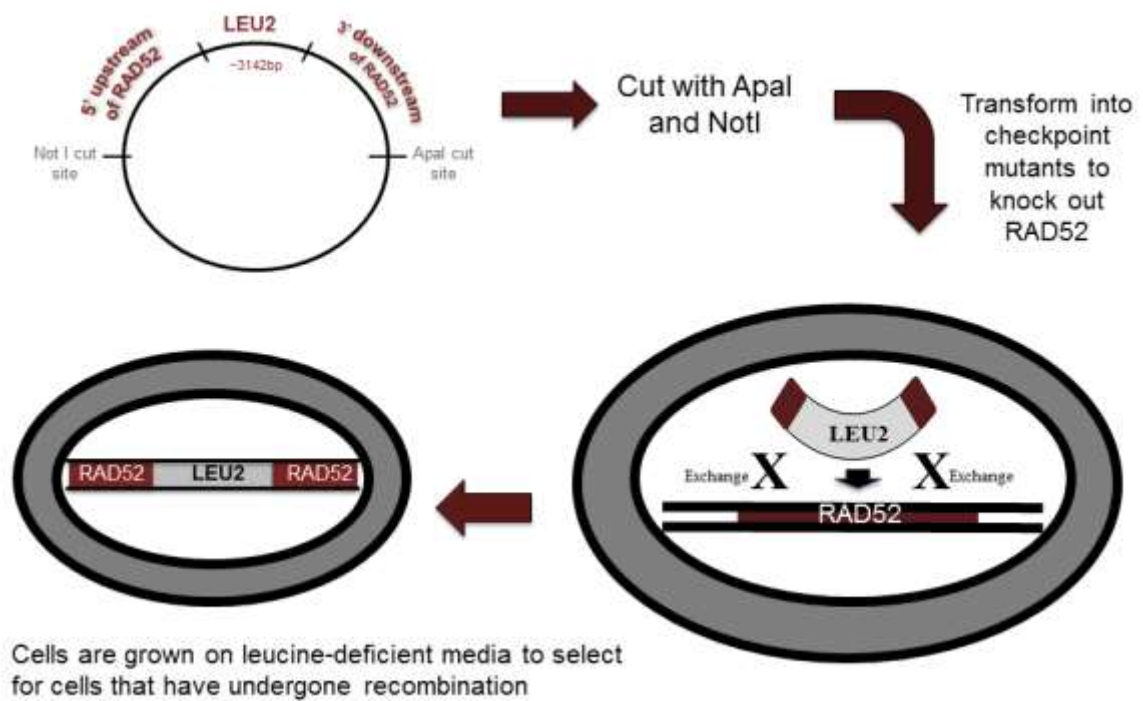 LEU2
~3142bp
5' upstream
of RAD52
3' downstream
of RAD52
Not I cut
site
ApaI cut
site
Cut with ApaI
and NotI
Transform into
checkpoint
mutants to
knock out
RAD52
LEU2
Exchange X
X Exchange
RAD52
RAD52 LEU2 RAD52
Cells are grown on leucine-deficient media to select
for cells that have undergone recombination